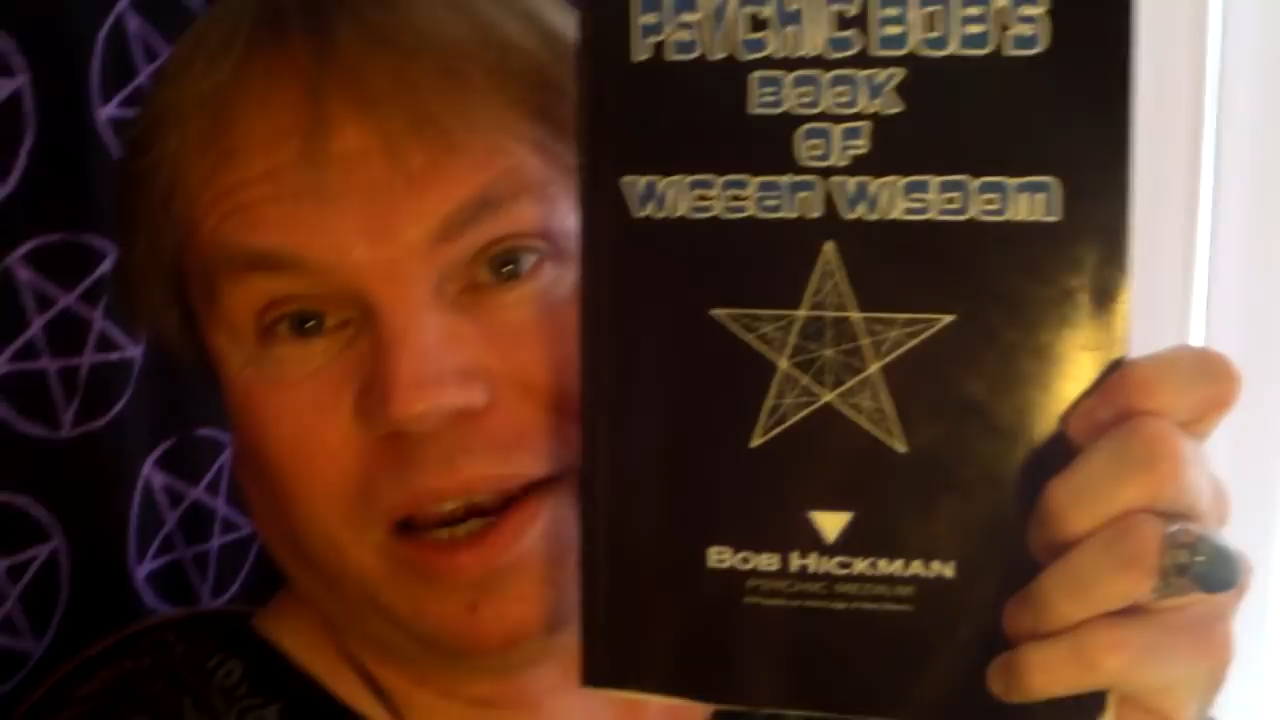 PSYCHIC BOB'S
BOOK
OF
WICCAN WISDOM
BOB HICKMAN
PSYCHIC MEDIUM